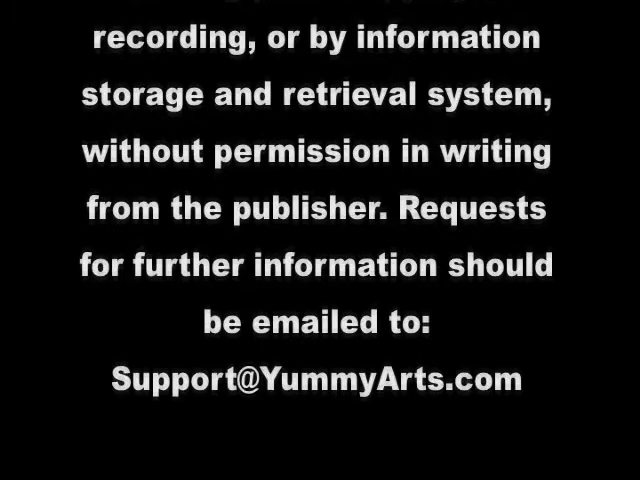 recording, or by information
storage and retrieval system,
without permission in writing
from the publisher. Requests
for further information should
be emailed to:
Support@YummyArts.com